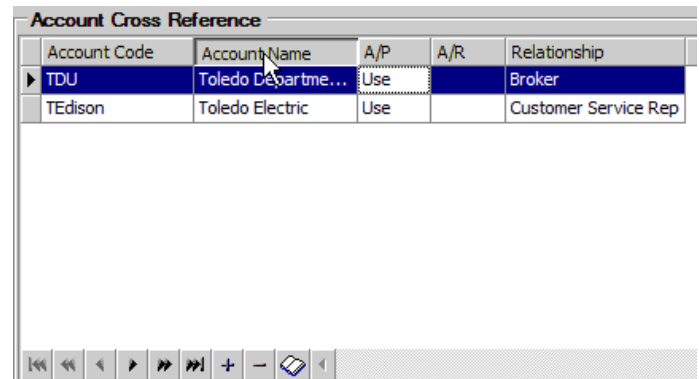 Account Cross Reference
Account Code Account Name A/P A/R Relationship
TDU Toledo Departme... Use Broker
TEdison Toledo Electric Use Customer Service Rep